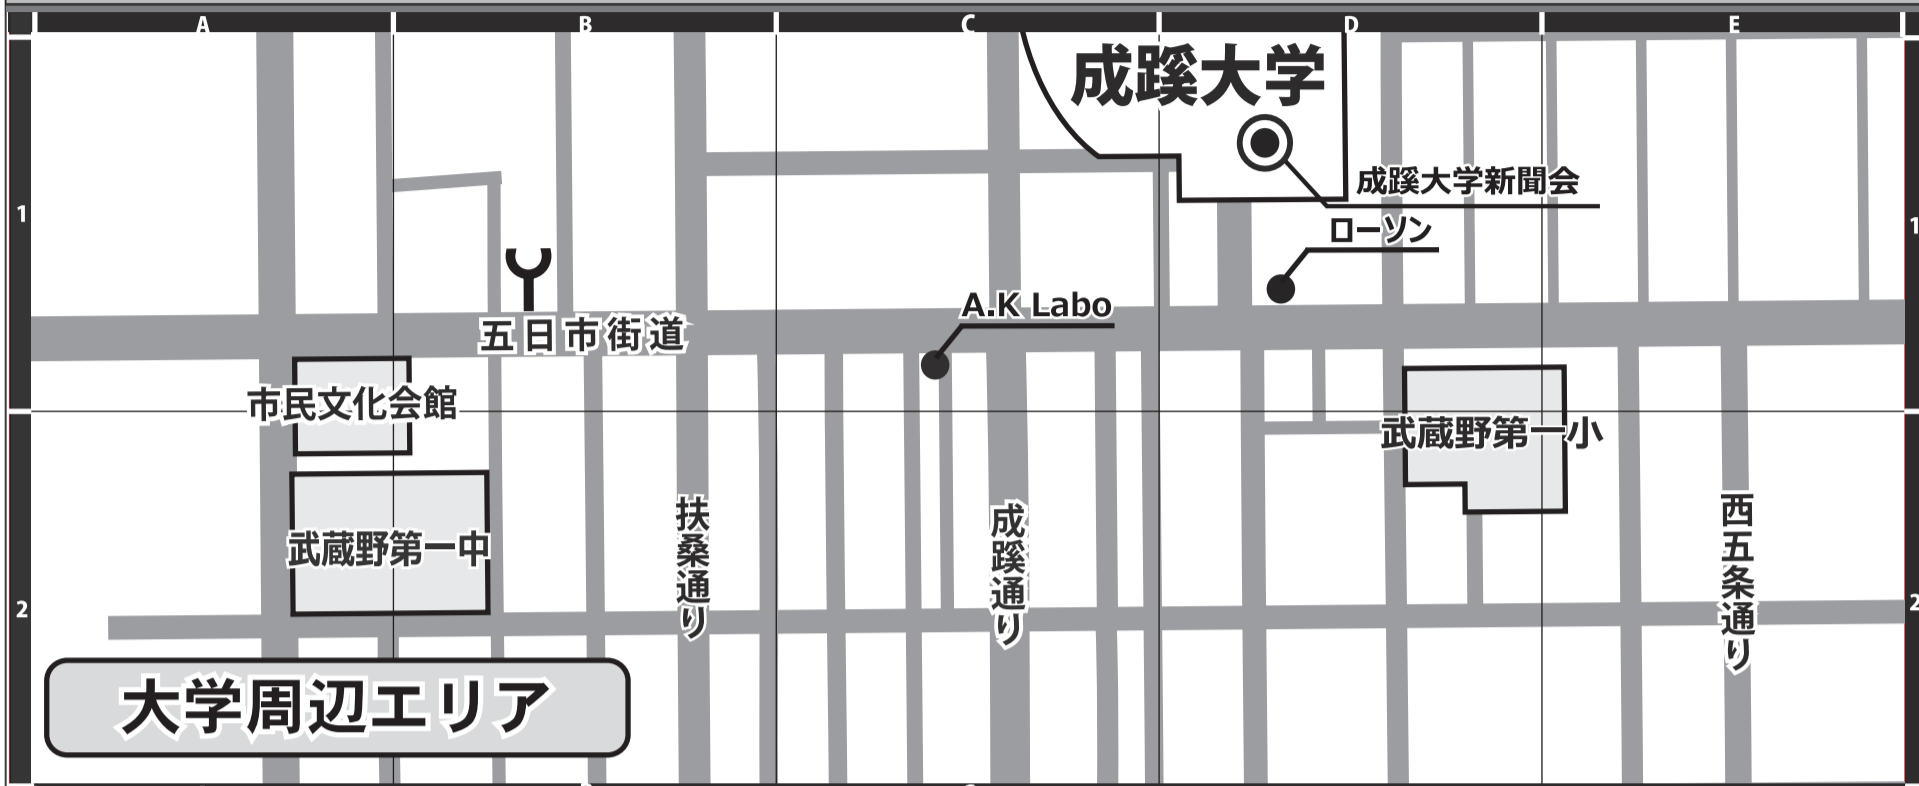 A B C D E
成蹊大学
成蹊大学新聞会
1 1
ローソン
A.K Labo
五日市街道
市民文化会館
武蔵野第一小
扶桑通り
成蹊通り
西五条通り
武蔵野第一中
2 2
大学周辺エリア